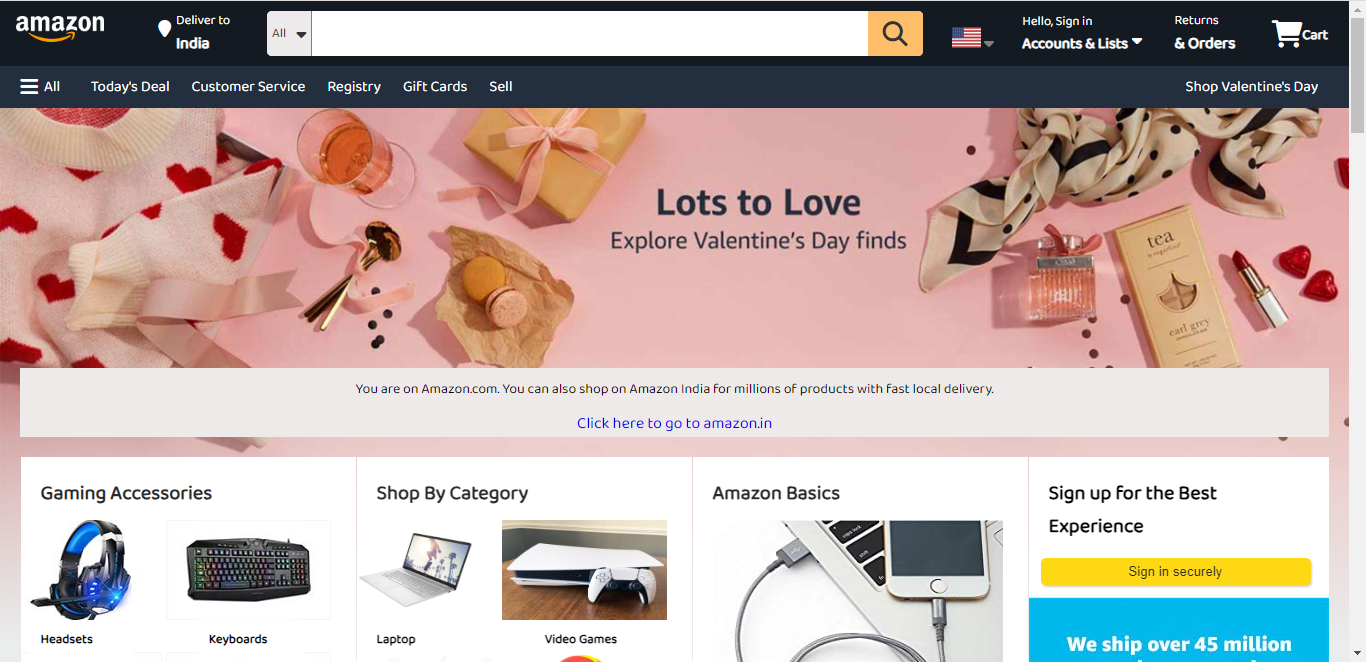 amazon
Deliver to
India
All
Hello, Sign in
Accounts & Lists
Returns
& Orders
Cart
All
Today's Deal
Customer Service
Registry
Gift Cards
Sell
Shop Valentine's Day
Lots to Love
Explore Valentine's Day finds
tea
earl grey
You are on Amazon.com. You can also shop on Amazon India for millions of products with fast local delivery.
Click here to go to amazon.in
Gaming Accessories
Shop By Category
Amazon Basics
Sign up for the Best
Experience
Sign in securely
Headsets
Keyboards
Laptop
Video Games
We ship over 45 million